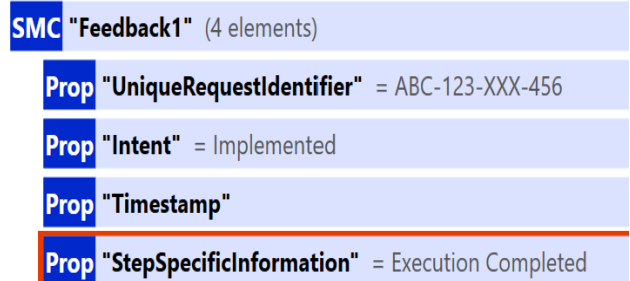 SMC "Feedback1" (4 elements)
Prop "UniqueRequestIdentifier" = ABC-123-XXX-456
Prop "Intent" = Implemented
Prop "Timestamp"
Prop "StepSpecificInformation" = Execution Completed